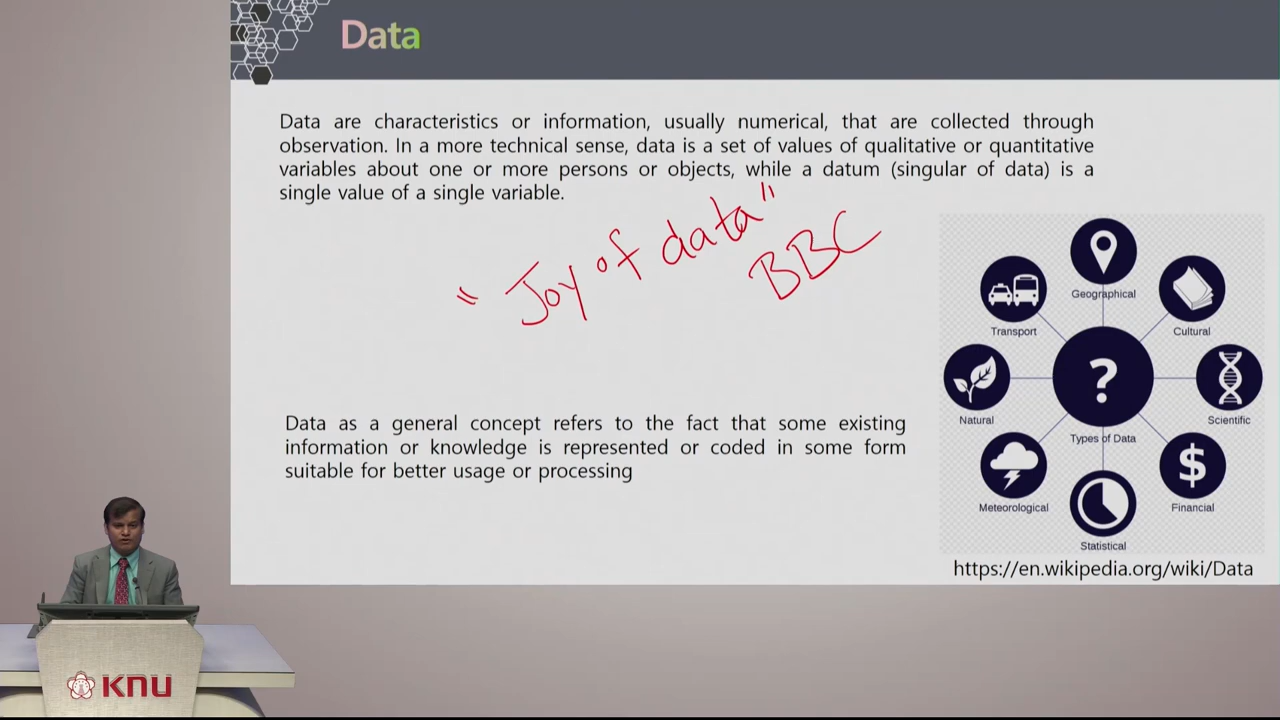 Data
Data are characteristics or information, usually numerical, that are collected through
observation. In a more technical sense, data is a set of values of qualitative or quantitative
variables about one or more persons or objects, while a datum (singular of data) is a
single value of a single variable.
"Joy of data"
BBC
Geographical
Transport
Cultural
Natural
Types of Data
Scientific
Meteorological
Financial
Statistical
Data as a general concept refers to the fact that some existing
information or knowledge is represented or coded in some form
suitable for better usage or processing
https://en.wikipedia.org/wiki/Data
KNU